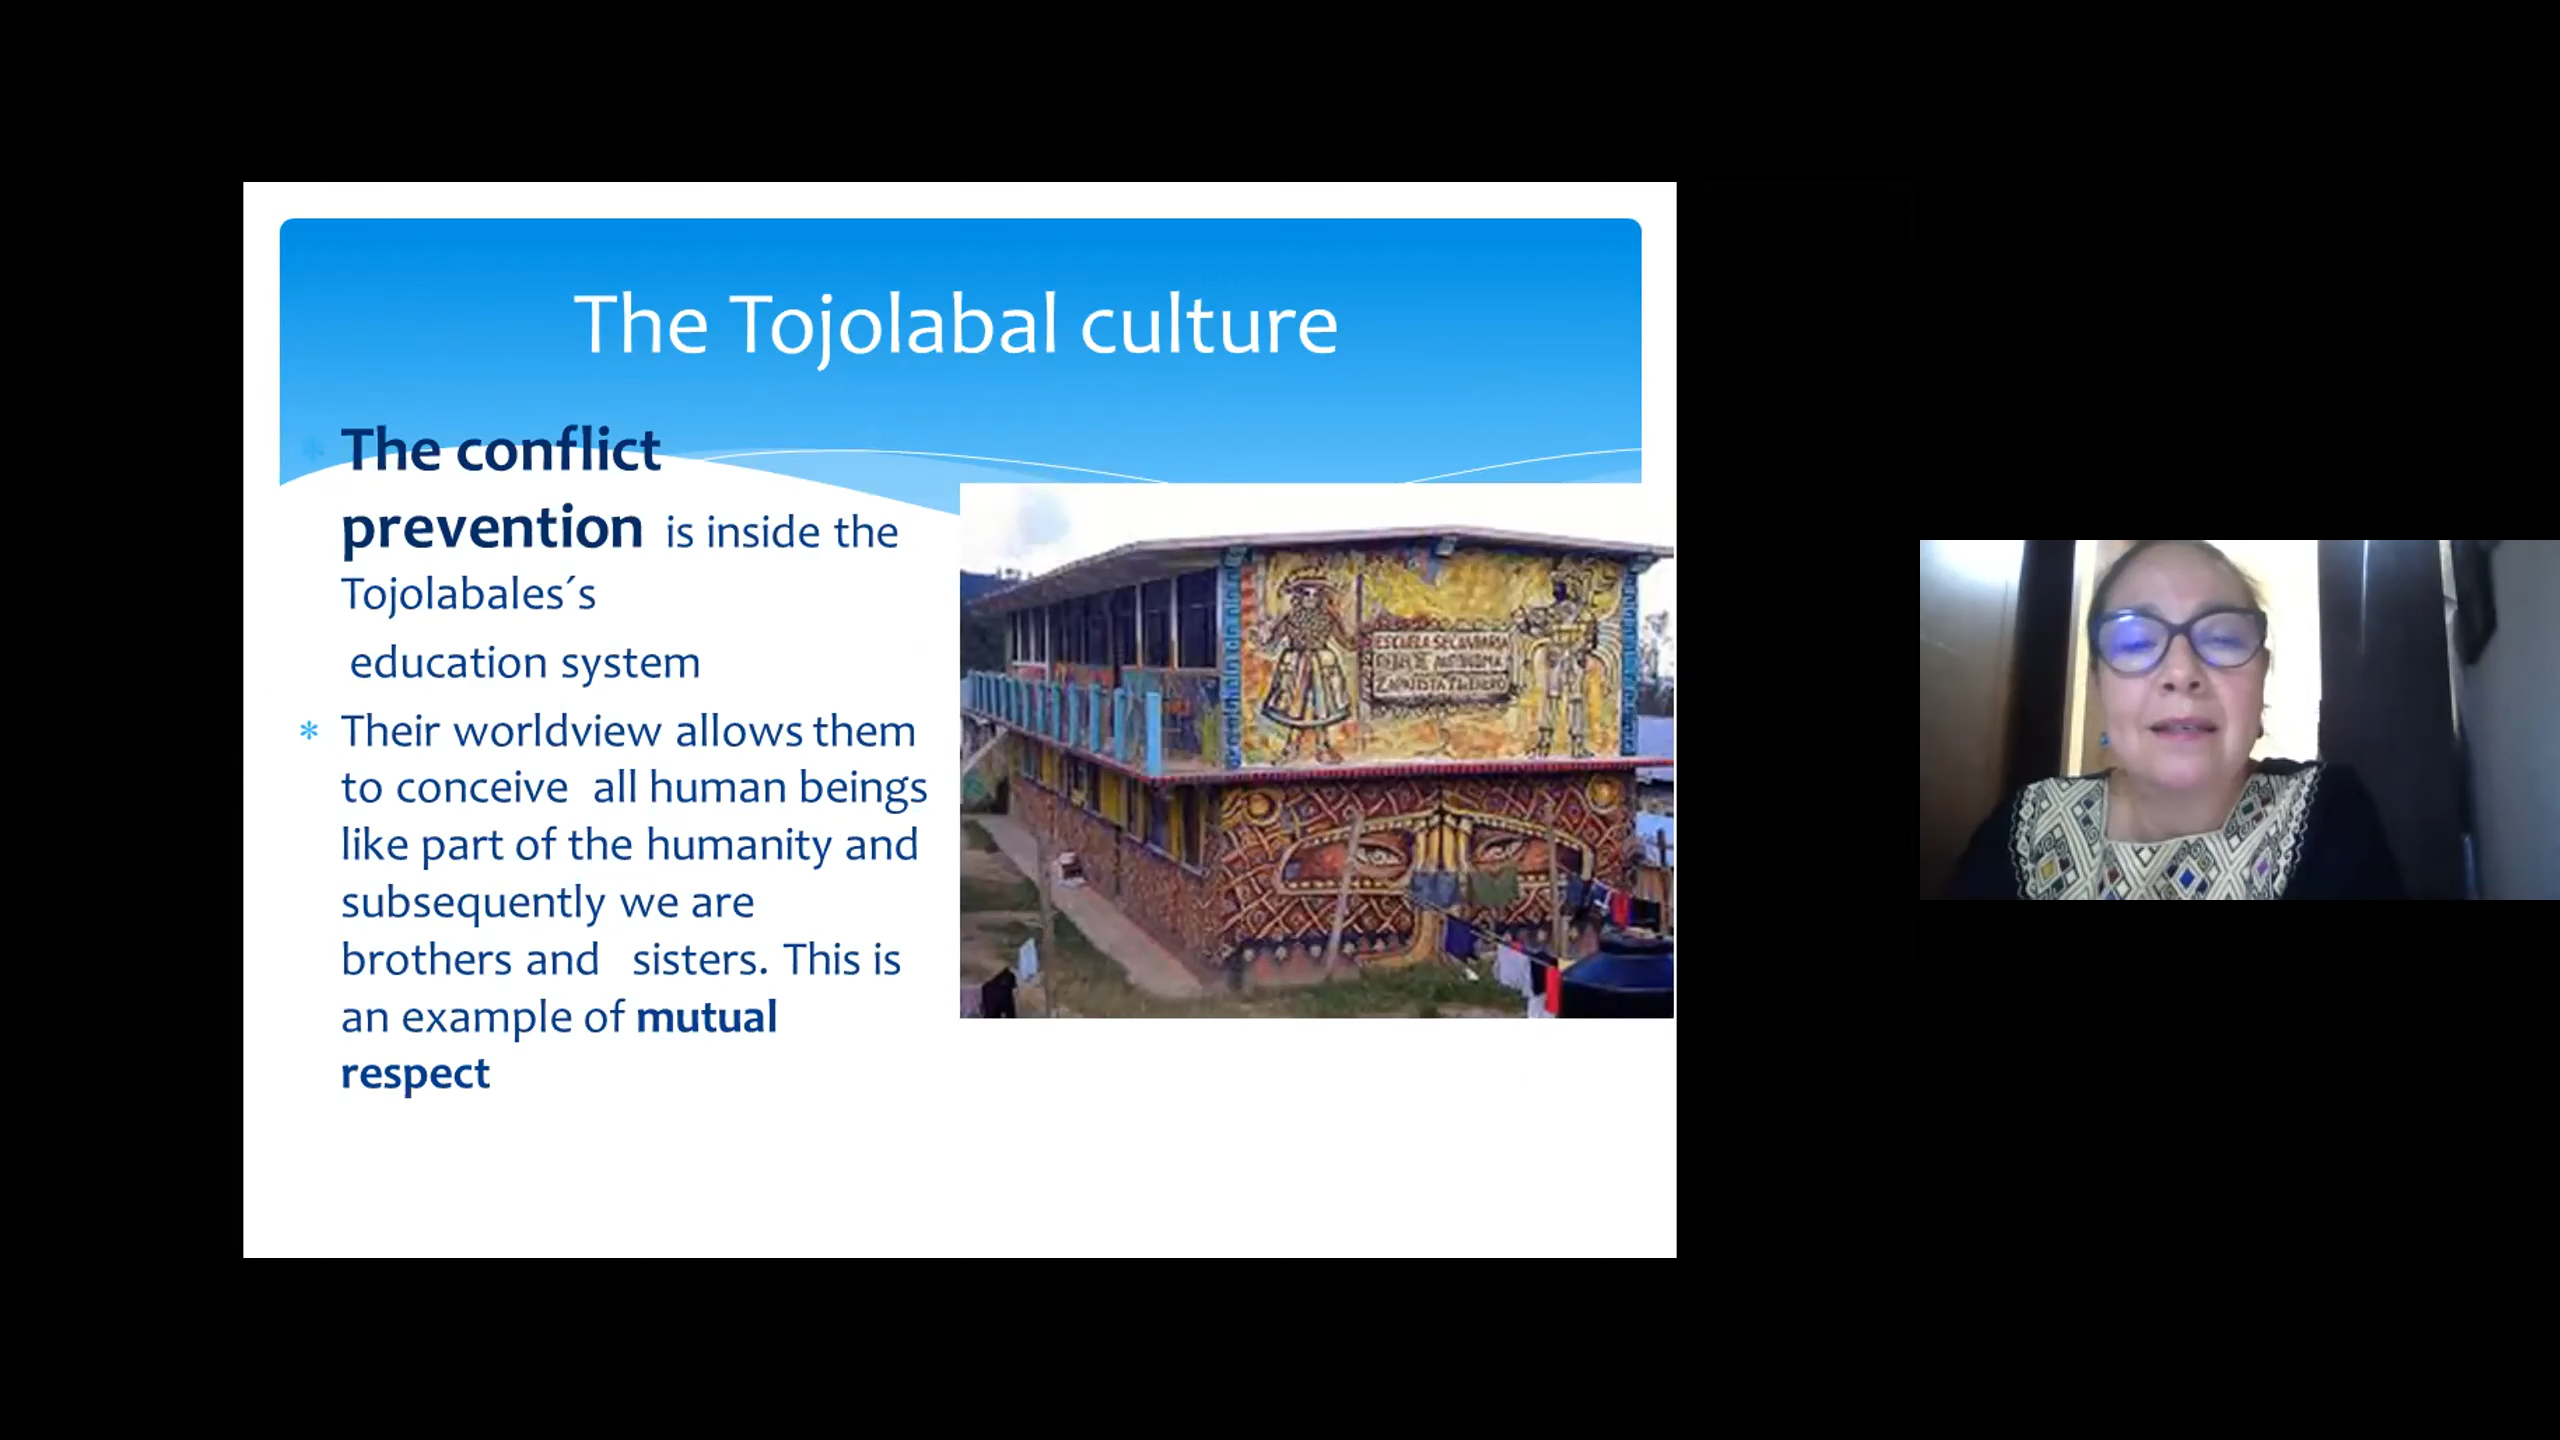 The Tojolabal culture
* The conflict
prevention is inside the
Tojolabales´s
education system
* Their worldview allows them
to conceive all human beings
like part of the humanity and
subsequently we are
brothers and sisters. This is
an example of mutual
respect
ESCUELA SECUNDARIA